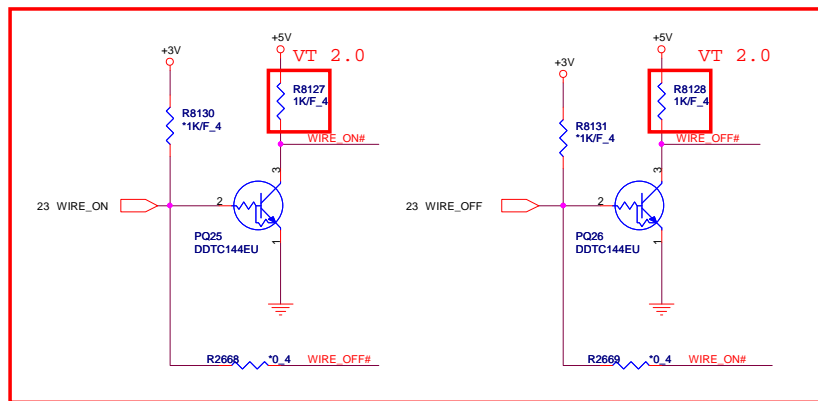 +5V
VT 2.0
+3V
R8127
1K/F_4
R8130
*1K/F_4
WIRE_ON#
3
23 WIRE_ON
2
PQ25
DDTC144EU
1
R2668
*0_4
WIRE_OFF#
+5V
VT 2.0
+3V
R8128
1K/F_4
R8131
*1K/F_4
WIRE_OFF#
3
23 WIRE_OFF
2
PQ26
DDTC144EU
1
R2669
*0_4
WIRE_ON#